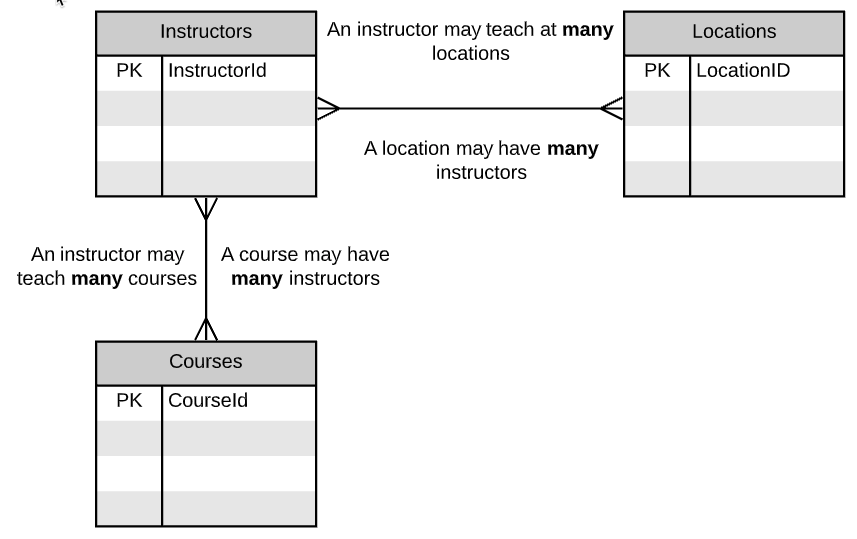 Instructors
PK InstructorId
An instructor may teach at many
locations
A location may have many
instructors
Locations
PK LocationID
An instructor may
teach many courses
A course may have
many instructors
Courses
PK CourseId